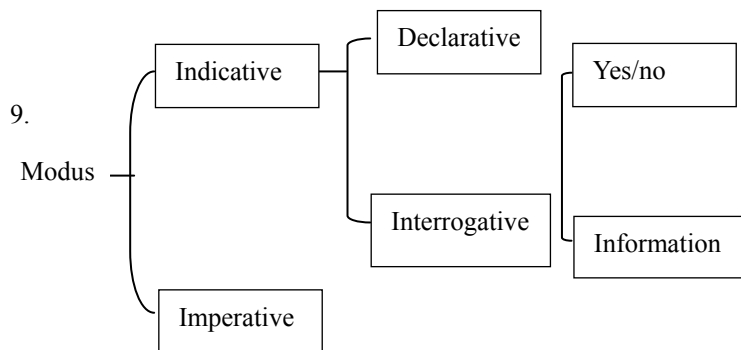 9.
Modus
Indicative
Imperative
Declarative
Interrogative
Yes/no
Information